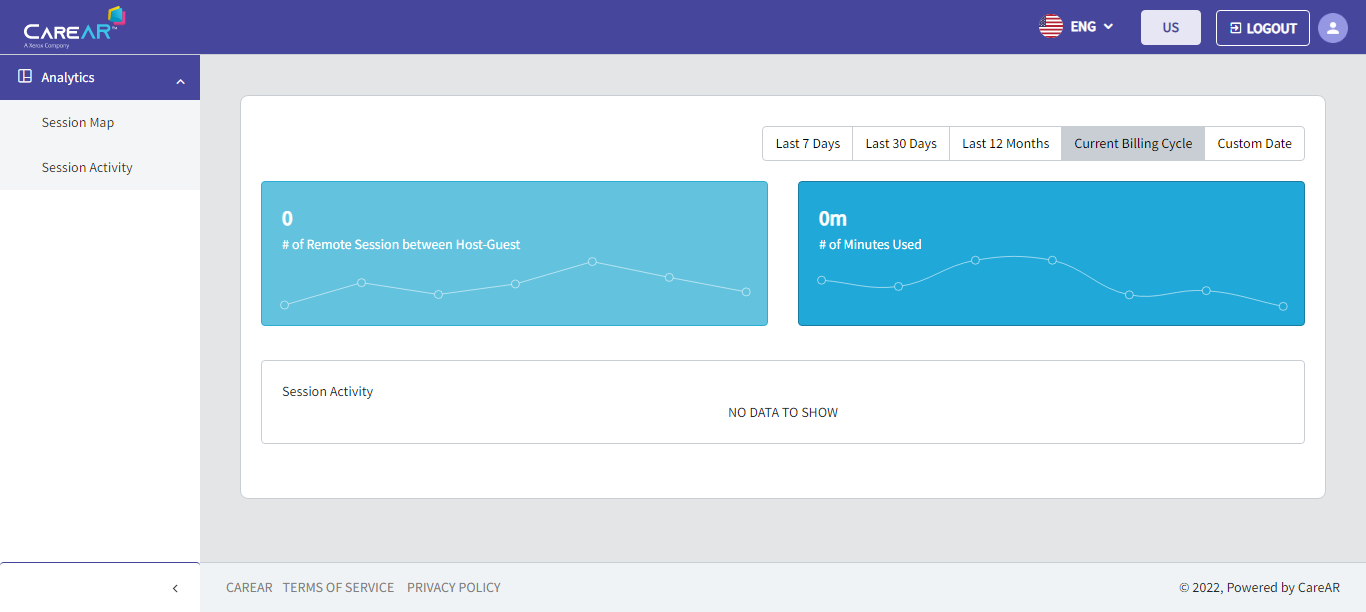 CAREAR™
A Xerox Company
ENG
US
LOGOUT
Analytics
Session Map
Session Activity
Last 7 Days
Last 30 Days
Last 12 Months
Current Billing Cycle
Custom Date
0
# of Remote Session between Host-Guest
0m
# of Minutes Used
Session Activity
NO DATA TO SHOW
CAREAR TERMS OF SERVICE PRIVACY POLICY
© 2022, Powered by CareAR